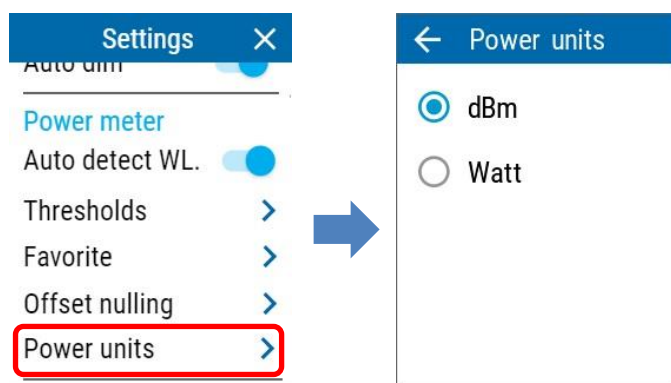 Settings
Auto dim
Power meter
Auto detect WL.
Thresholds
Favorite
Offset nulling
Power units
Power units
dBm
Watt